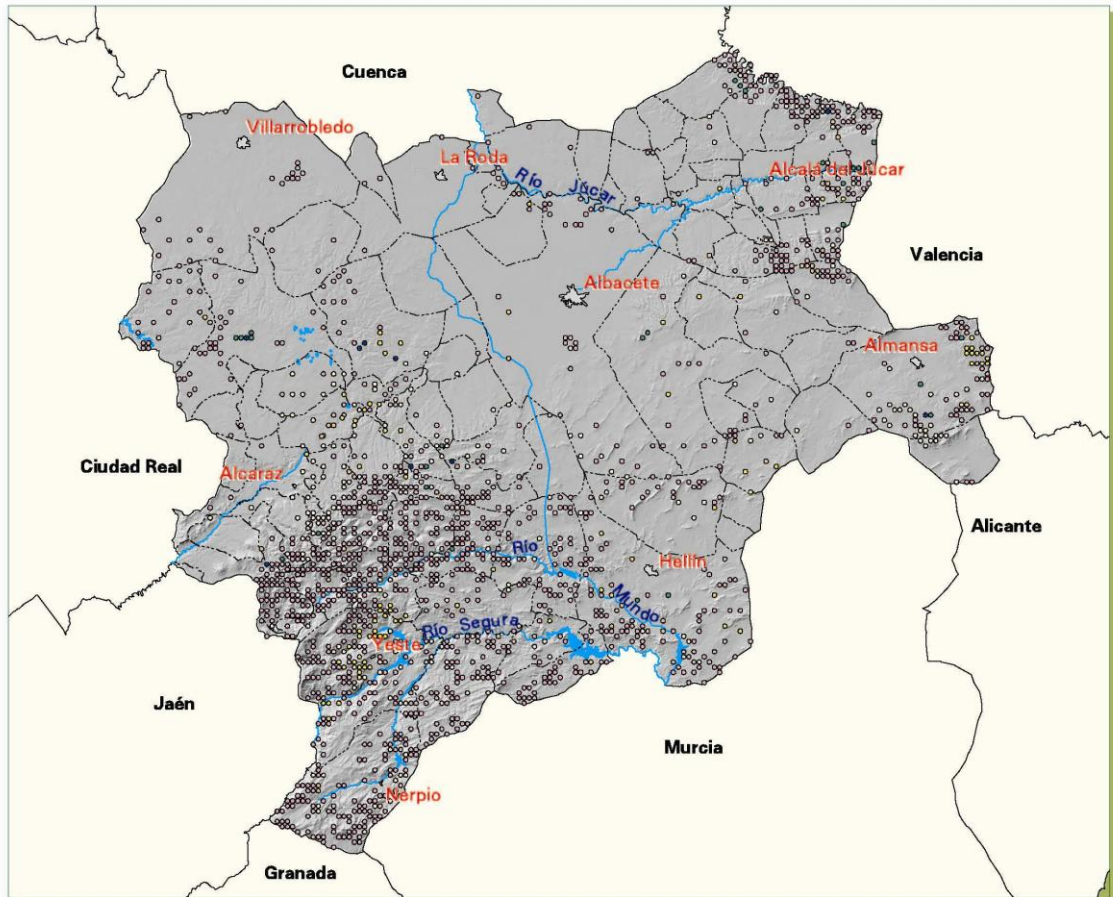 Cuenca
Villarrobledo
La Roda
Río Júcar
Alcalá del Júcar
Valencia
Albacete
Almansa
Ciudad Real
Alcaraz
Alicante
Río Mundo
Hellín
Río Segura
Yeste
Jaén
Murcia
Nerpio
Granada